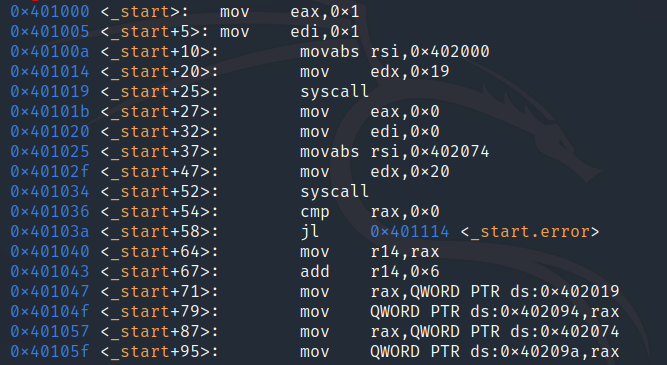 0×401000 <_start>:   mov    eax,0×1
0×401005 <_start+5>: mov    edi,0×1
0×40100a <_start+10>:        movabs rsi,0×402000
0×401014 <_start+20>:        mov    edx,0×19
0×401019 <_start+25>:        syscall
0×40101b <_start+27>:        mov    eax,0×0
0×401020 <_start+32>:        mov    edi,0×0
0×401025 <_start+37>:        movabs rsi,0×402074
0×40102f <_start+47>:        mov    edx,0×20
0×401034 <_start+52>:        syscall
0×401036 <_start+54>:        cmp    rax,0×0
0×40103a <_start+58>:        jl     0×401114 <_start.error>
0×401040 <_start+64>:        mov    r14,rax
0×401043 <_start+67>:        add    r14,0×6
0×401047 <_start+71>:        mov    rax,QWORD PTR ds:0×402019
0×40104f <_start+79>:        mov    QWORD PTR ds:0×402094,rax
0×401057 <_start+87>:        mov    rax,QWORD PTR ds:0×402074
0×40105f <_start+95>:        mov    QWORD PTR ds:0×40209a,rax